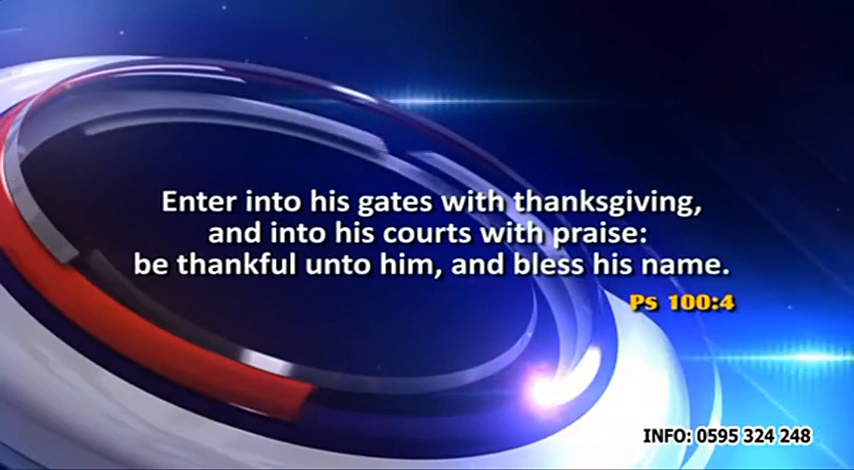 Enter into his gates with thanksgiving,
and into his courts with praise:
be thankful unto him, and bless his name.
Ps 100:4
INFO: 0595 324 248